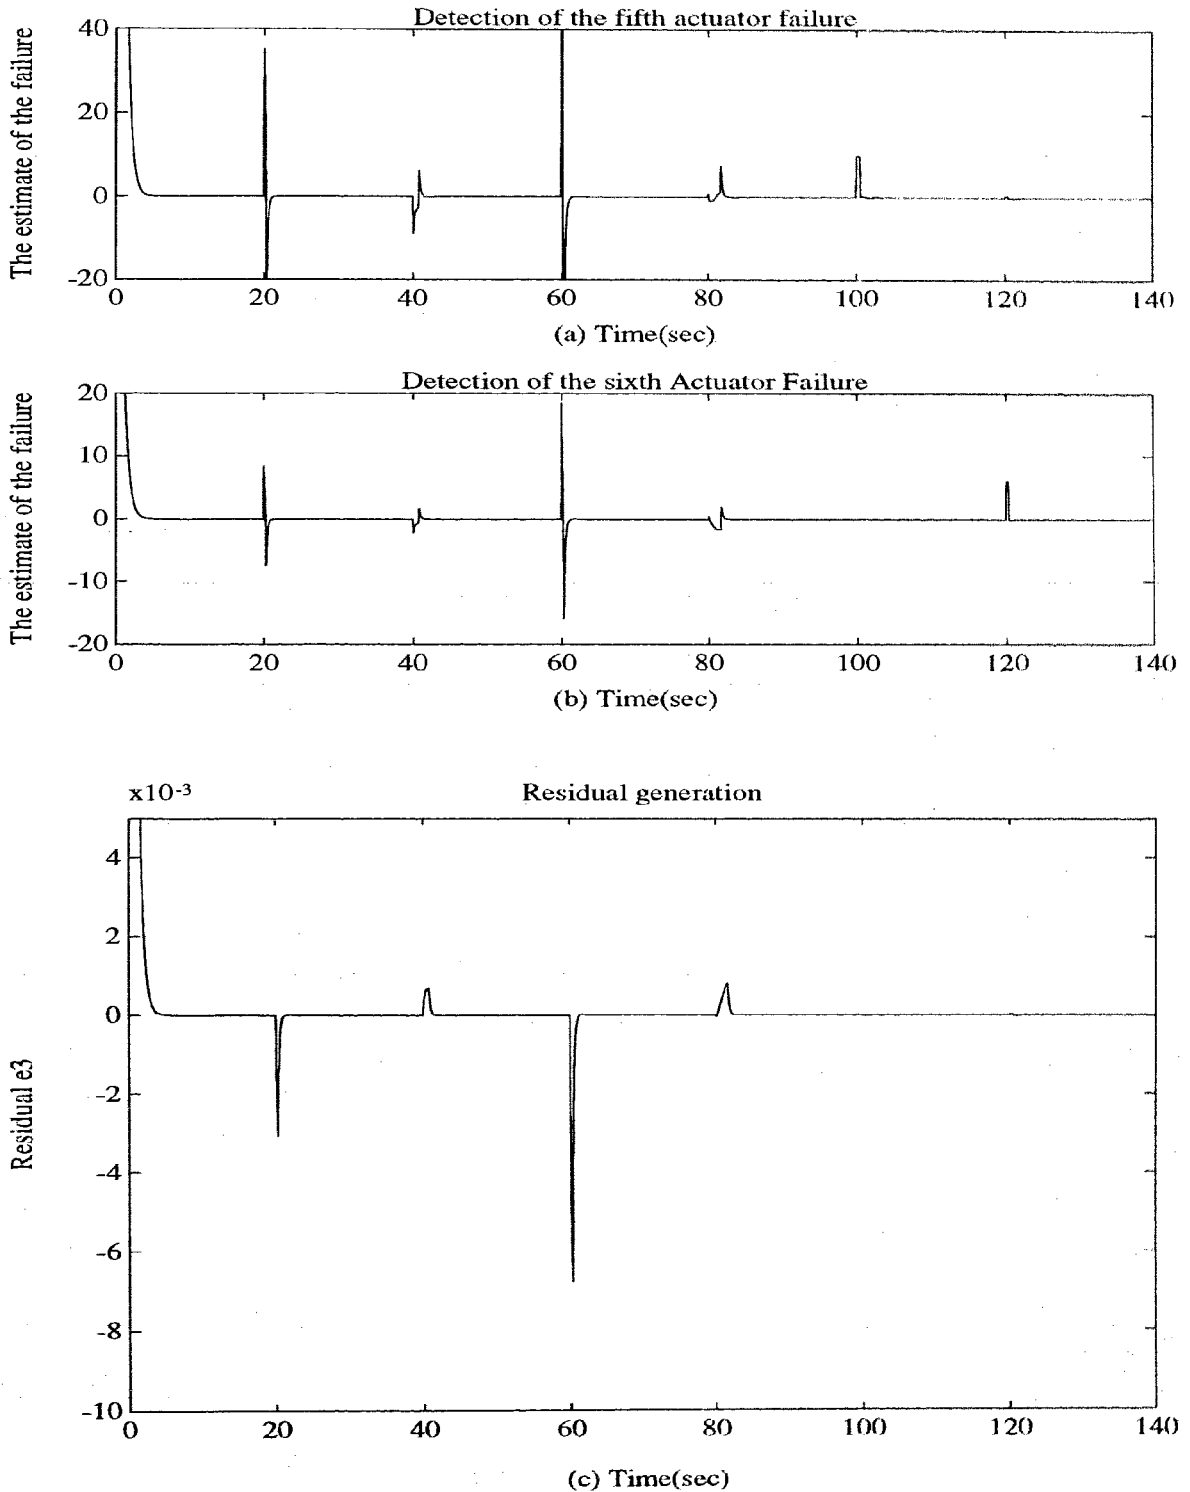 Detection of the fifth actuator failure
The estimate of the failure
40
20
0
-20
0 20 40 60 80 100 120 140
(a) Time(sec)
Detection of the sixth Actuator Failure
The estimate of the failure
20
10
0
-10
-20
0 20 40 60 80 100 120 140
(b) Time(sec)
x10-3
Residual generation
Residual e3
4
2
0
-2
-4
-6
-8
-10
0 20 40 60 80 100 120 140
(c) Time(sec)